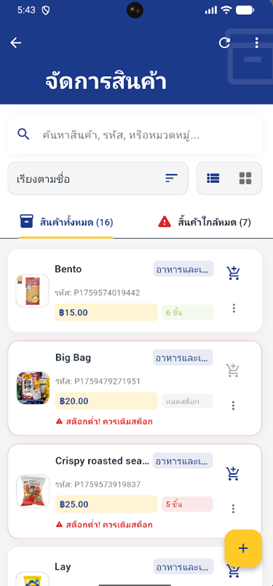 5:43
จัดการสินค้า
ค้นหาสินค้า, รหัส, หรือหมวดหมู่...
เรียงตามชื่อ
สินค้าทั้งหมด (16)
สิ้นค้าใกล้หมด (7)
Bento
อาหารและเ...
รหัส: P1759574019442
฿15.00
6 ชิ้น
Big Bag
อาหารและเ...
รหัส: P1759479271951
฿20.00
หมดสต็อก
สต็อกต่ำ! ควรเติมสต็อก
Crispy roasted sea...
อาหารและเ...
รหัส: P1759573919837
฿25.00
5 ชิ้น
สต็อกต่ำ! ควรเติมสต็อก
Lay
อาหารและเ...